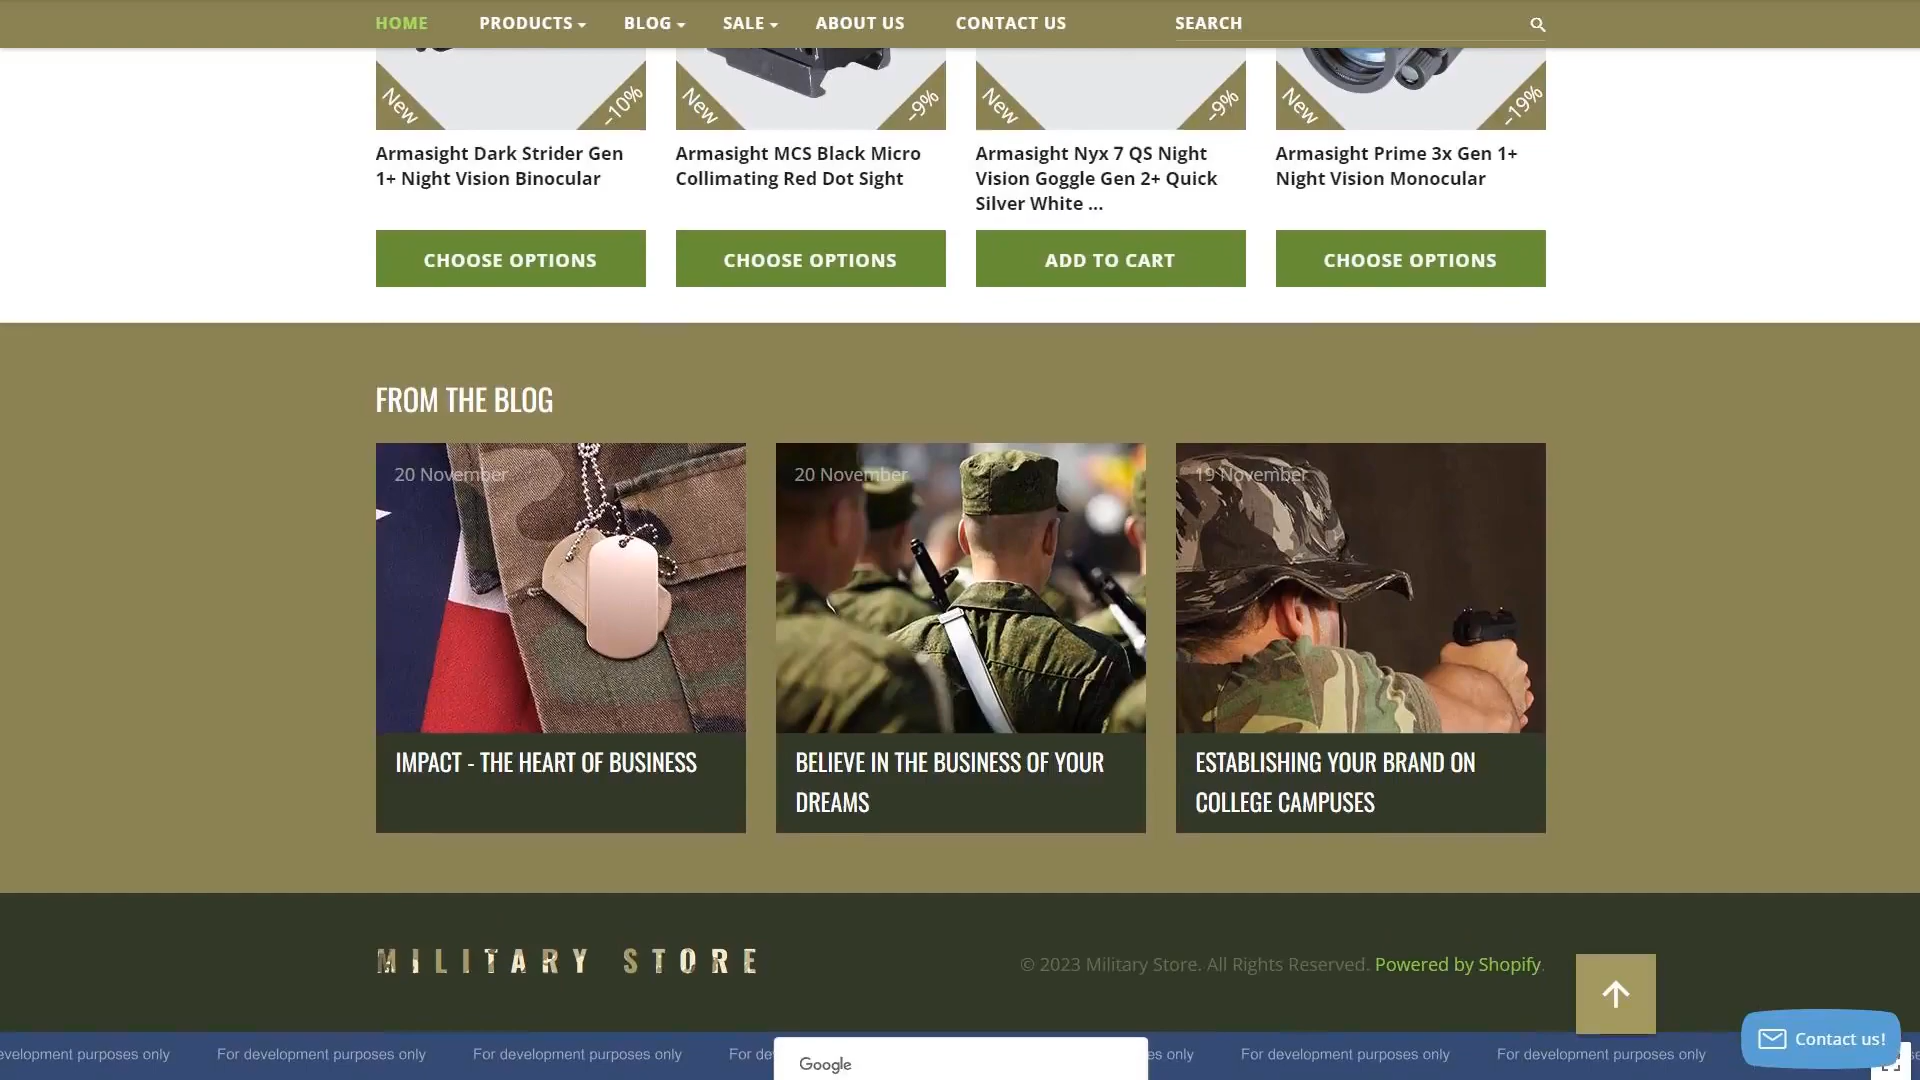 HOME PRODUCTS BLOG SALE ABOUT US CONTACT US SEARCH
New -10% New -9% New -9% New -19%
Armasight Dark Strider Gen
1+ Night Vision Binocular
Armasight MCS Black Micro
Collimating Red Dot Sight
Armasight Nyx 7 QS Night
Vision Goggle Gen 2+ Quick
Silver White ...
Armasight Prime 3x Gen 1+
Night Vision Monocular
CHOOSE OPTIONS CHOOSE OPTIONS ADD TO CART CHOOSE OPTIONS
FROM THE BLOG
20 November
20 November
19 November
IMPACT - THE HEART OF BUSINESS
BELIEVE IN THE BUSINESS OF YOUR
DREAMS
ESTABLISHING YOUR BRAND ON
COLLEGE CAMPUSES
MILITARY STORE
© 2023 Military Store. All Rights Reserved. Powered by Shopify.
Contact us!
purposes only For development purposes only For development purposes only For only For development purposes only For development purposes only
Google